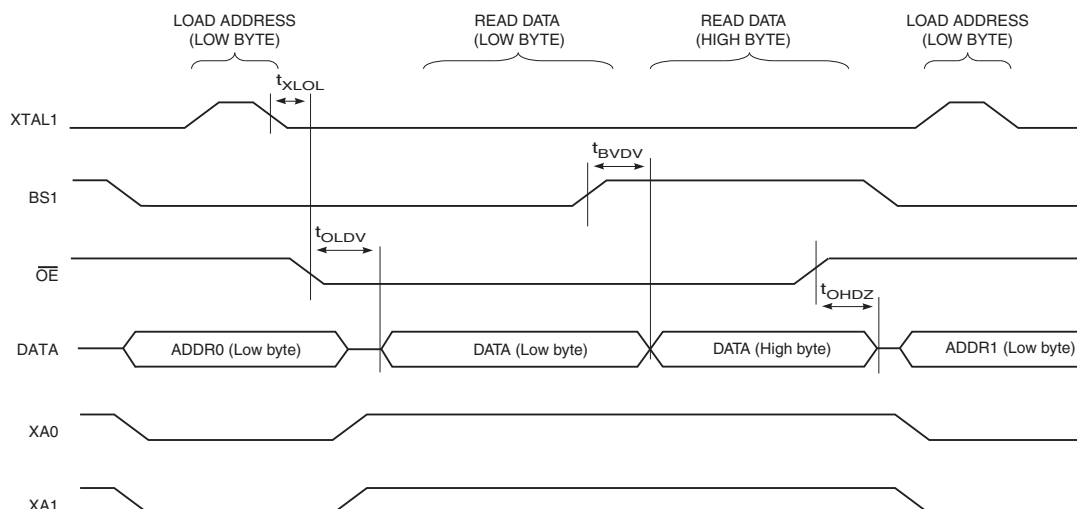 LOAD ADDRESS
(LOW BYTE)
READ DATA
(LOW BYTE)
READ DATA
(HIGH BYTE)
LOAD ADDRESS
(LOW BYTE)
tXLOL
XTAL1
tBVDV
BS1
tOLDV
OE
tOHDZ
DATA
ADDR0 (Low byte)
DATA (Low byte)
DATA (High byte)
ADDR1 (Low byte)
XA0
XA1